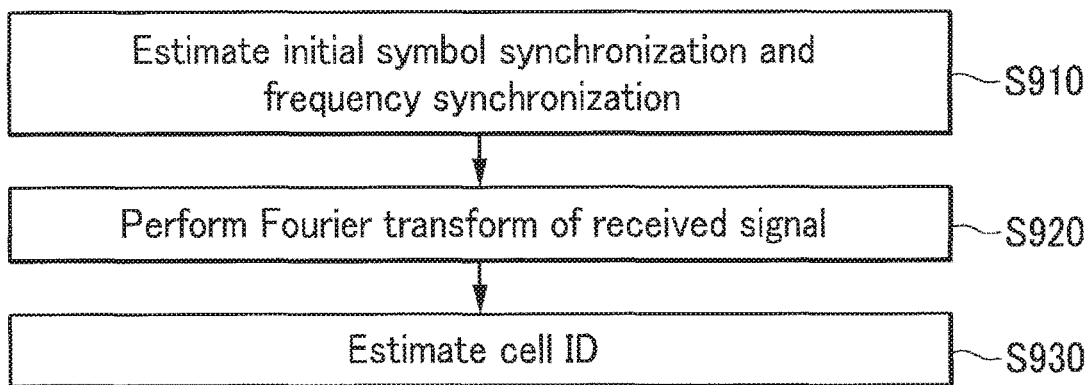 Estimate initial symbol synchronization and
frequency synchronization
S910
Perform Fourier transform of received signal
S920
Estimate cell ID
S930